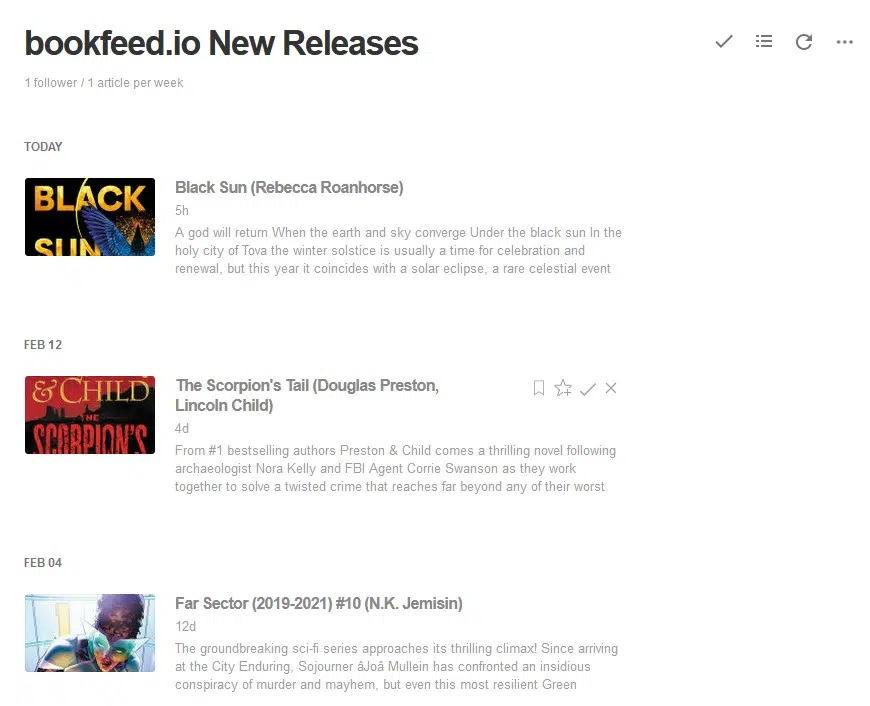 bookfeed.io New Releases
1 follower / 1 article per week
TODAY
BLACK
SUN
Black Sun (Rebecca Roanhorse)
5h
A god will return When the earth and sky converge Under the black sun In the
holy city of Tova the winter solstice is usually a time for celebration and
renewal, but this year it coincides with a solar eclipse, a rare celestial event
FEB 12
& CHILD
THE
SCORPION'S
The Scorpion's Tail (Douglas Preston,
Lincoln Child)
4d
From #1 bestselling authors Preston & Child comes a thrilling novel following
archaeologist Nora Kelly and FBI Agent Corrie Swanson as they work
together to solve a twisted crime that reaches far beyond any of their worst
FEB 04
Far Sector (2019-2021) #10 (N.K. Jemisin)
12d
The groundbreaking sci-fi series approaches its thrilling climax! Since arriving
at the City Enduring, Sojourner âJoâ Mullein has confronted an insidious
conspiracy of murder and mayhem, but even this most resilient Green